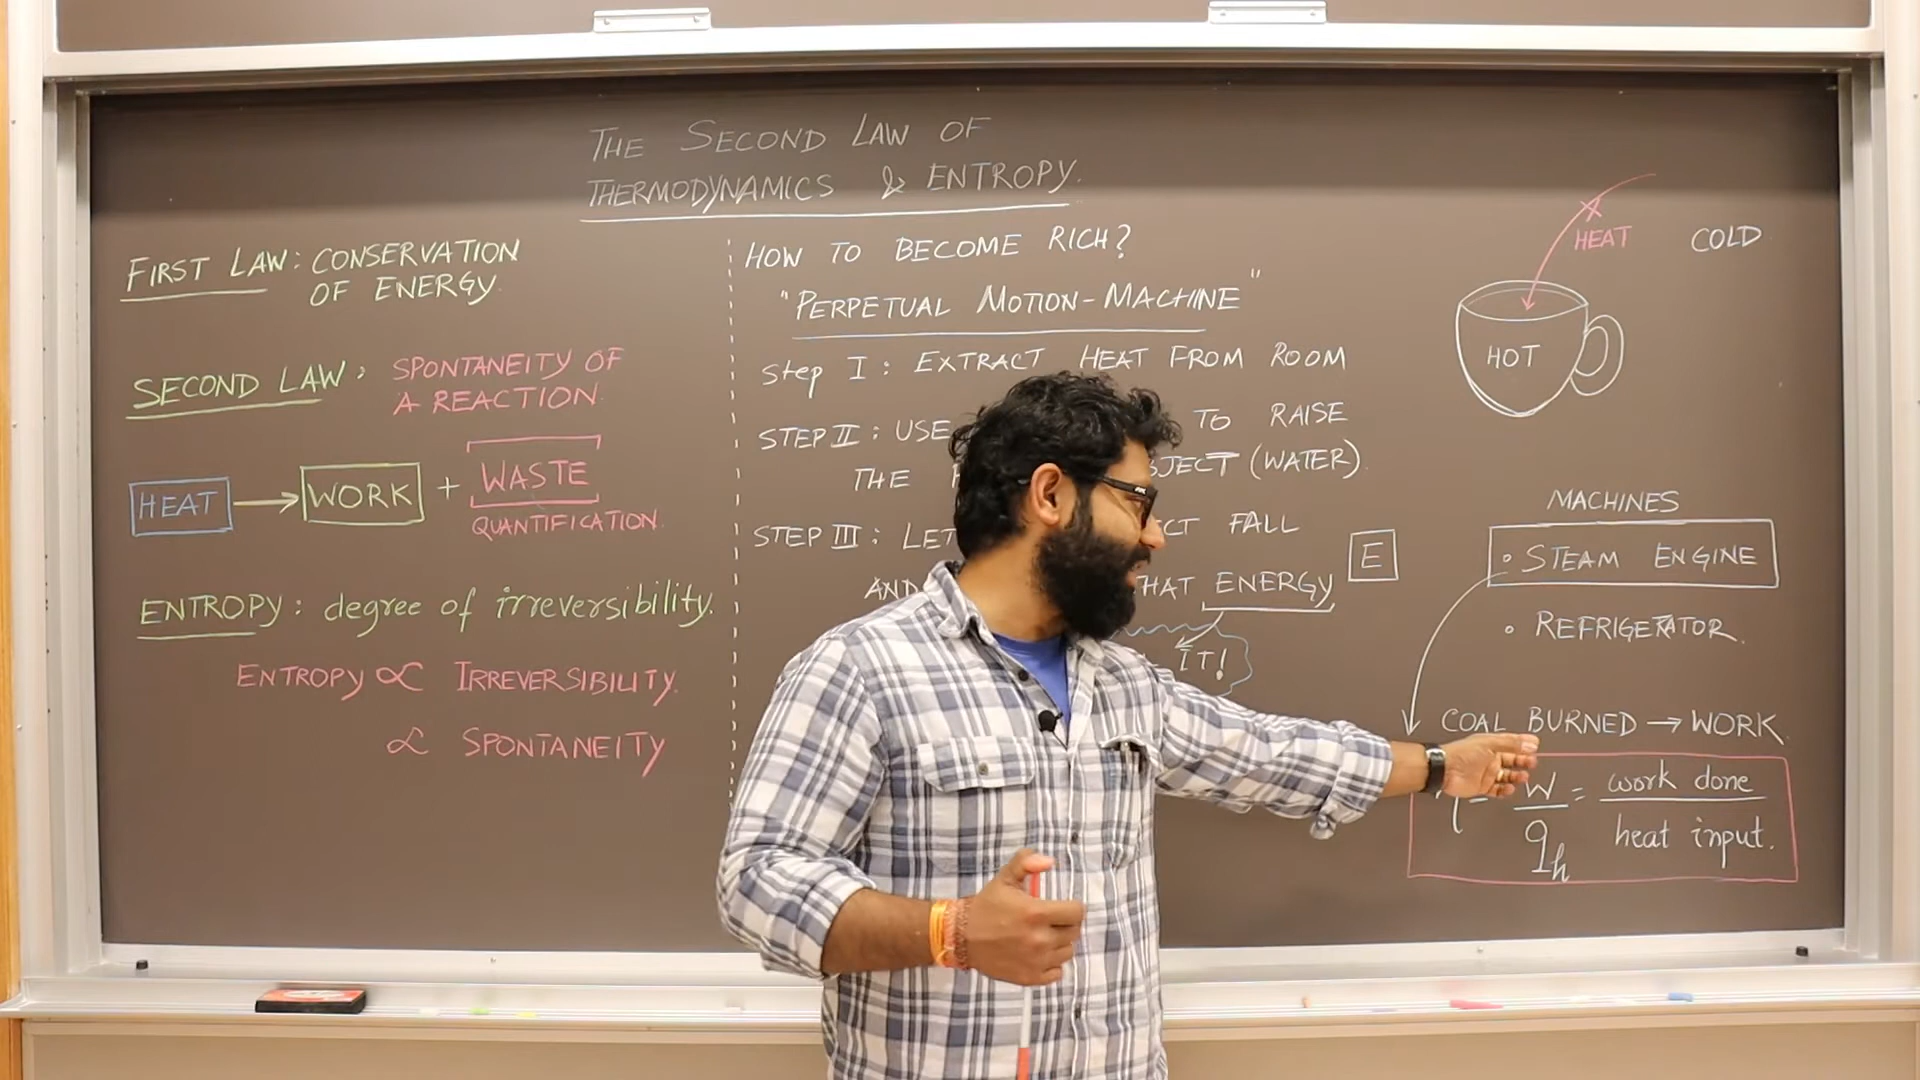 THE SECOND LAW OF
THERMODYNAMICS & ENTROPY.
FIRST LAW: CONSERVATION
OF ENERGY.
SECOND LAW: SPONTANEITY OF
A REACTION.
HEAT → WORK + WASTE
QUANTIFICATION.
ENTROPY: degree of irreversibility.
ENTROPY ∝ IRREVERSIBILITY.
∝ SPONTANEITY
HOW TO BECOME RICH?
"PERPETUAL MOTION-MACHINE"
Step I: EXTRACT HEAT FROM ROOM
STEP II: USE TO RAISE
THE (WATER).
STEP III: LET FALL
AND ENERGY
IT!
E
HEAT COLD
HOT
MACHINES
• STEAM ENGINE
• REFRIGERATOR.
COAL BURNED → WORK.
= w/qh = work done / heat input.